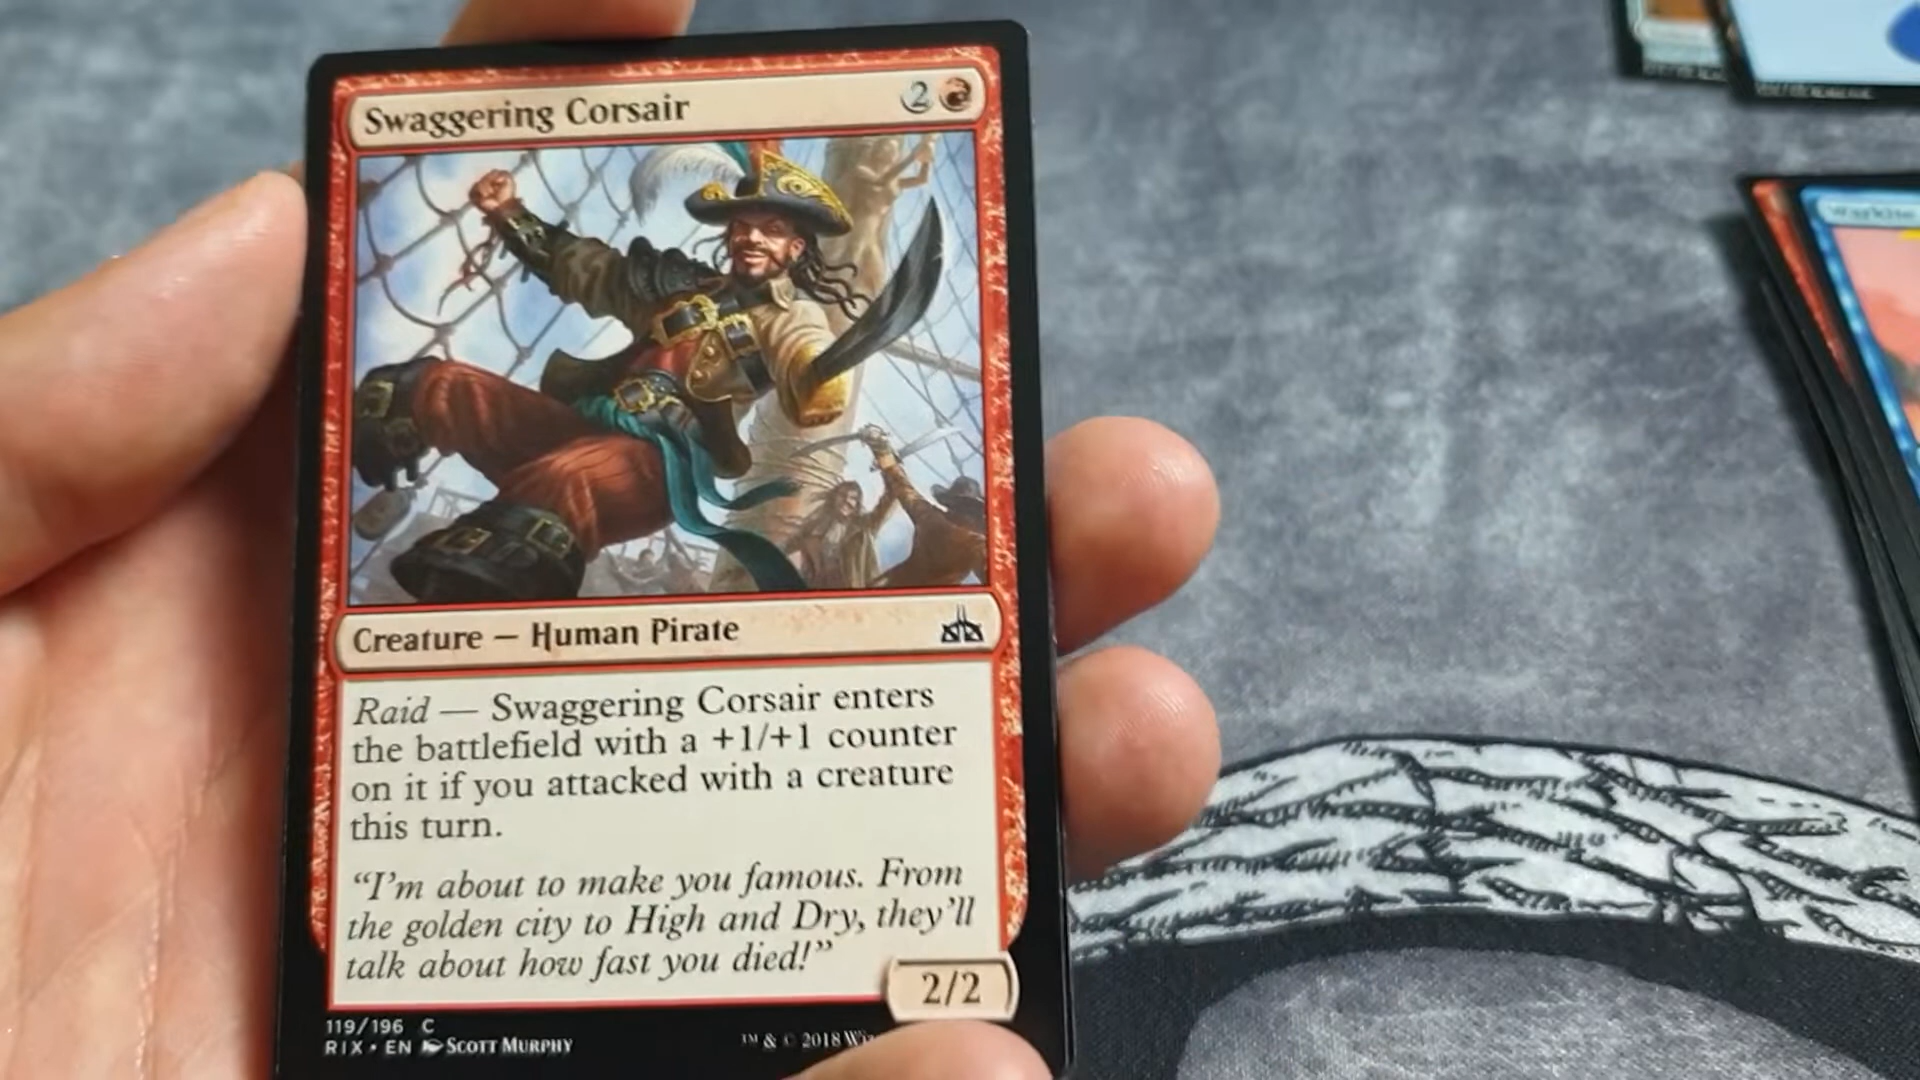 Swaggering Corsair 2
Creature — Human Pirate
Raid — Swaggering Corsair enters
the battlefield with a +1/+1 counter
on it if you attacked with a creature
this turn.
“I'm about to make you famous. From
the golden city to High and Dry, they'll
talk about how fast you died!”
2/2
119/196 C
RIX • EN SCOTT MURPHY
™ & © 2018